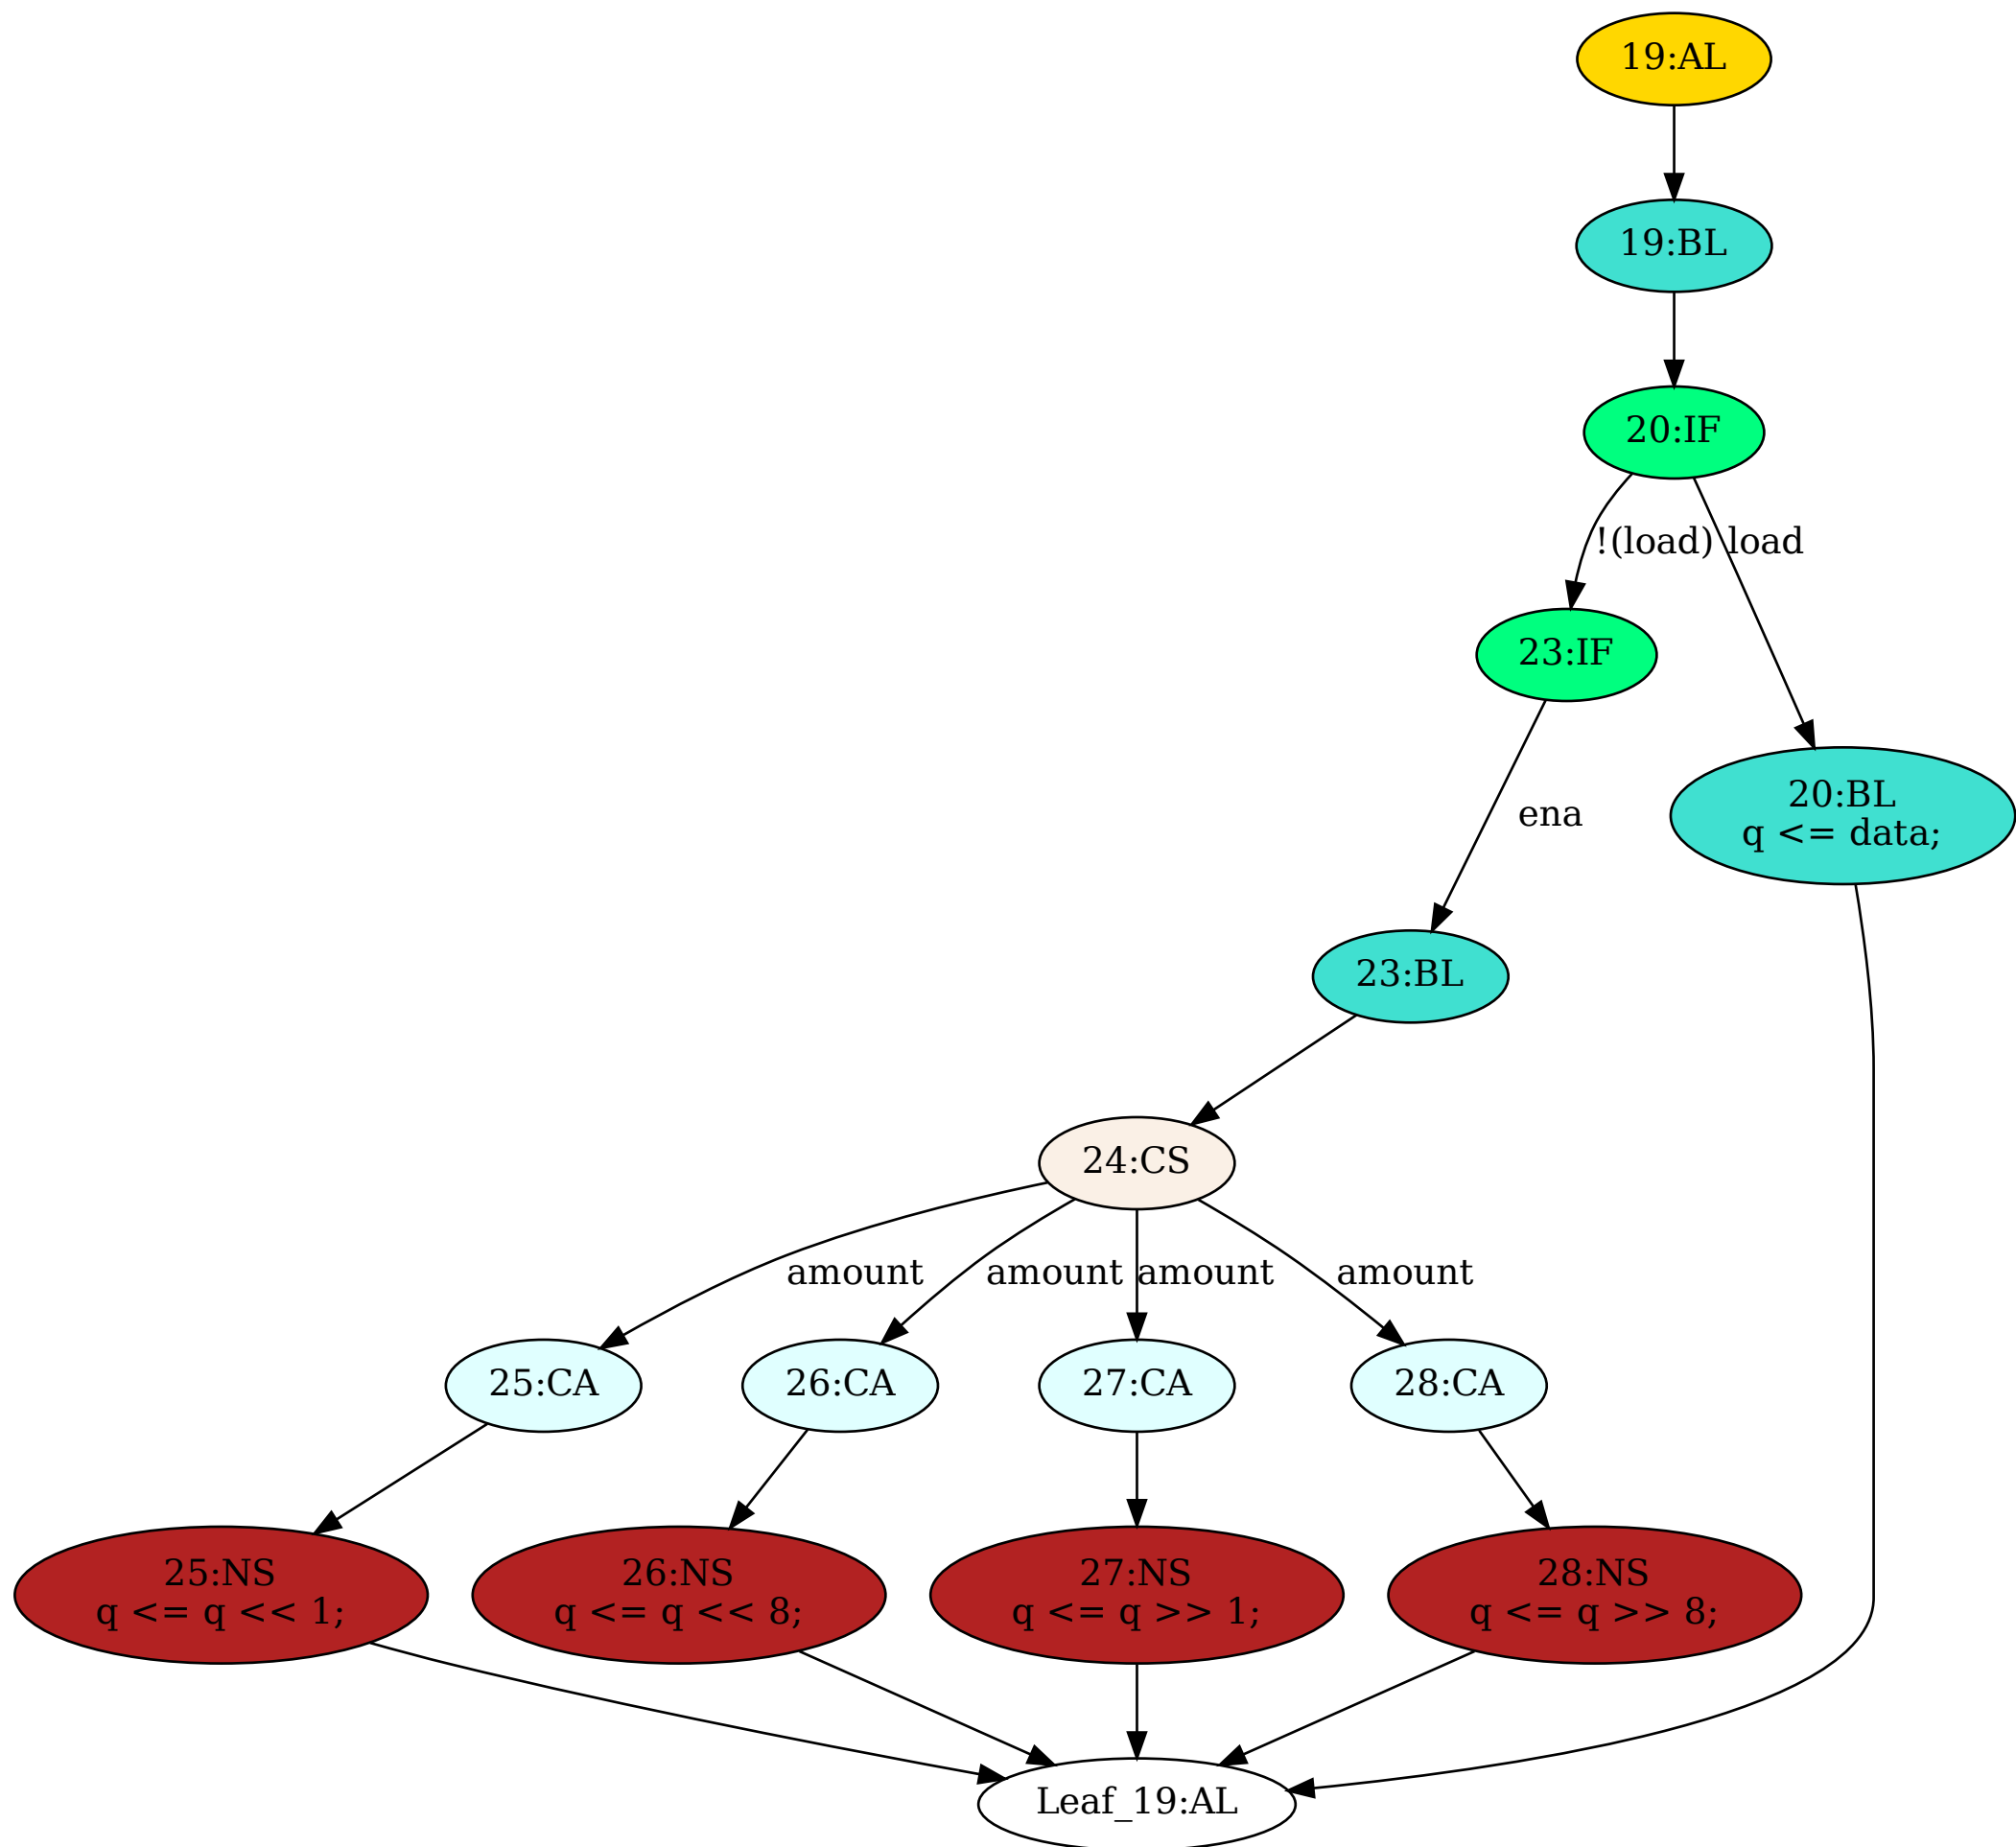 19:AL
19:BL
20:IF
!(load)
load
23:IF
20:BL
q <= data;
ena
23:BL
24:CS
amount
amount
amount
amount
25:CA
26:CA
27:CA
28:CA
25:NS
q <= q << 1;
26:NS
q <= q << 8;
27:NS
q <= q >> 1;
28:NS
q <= q >> 8;
Leaf_19:AL